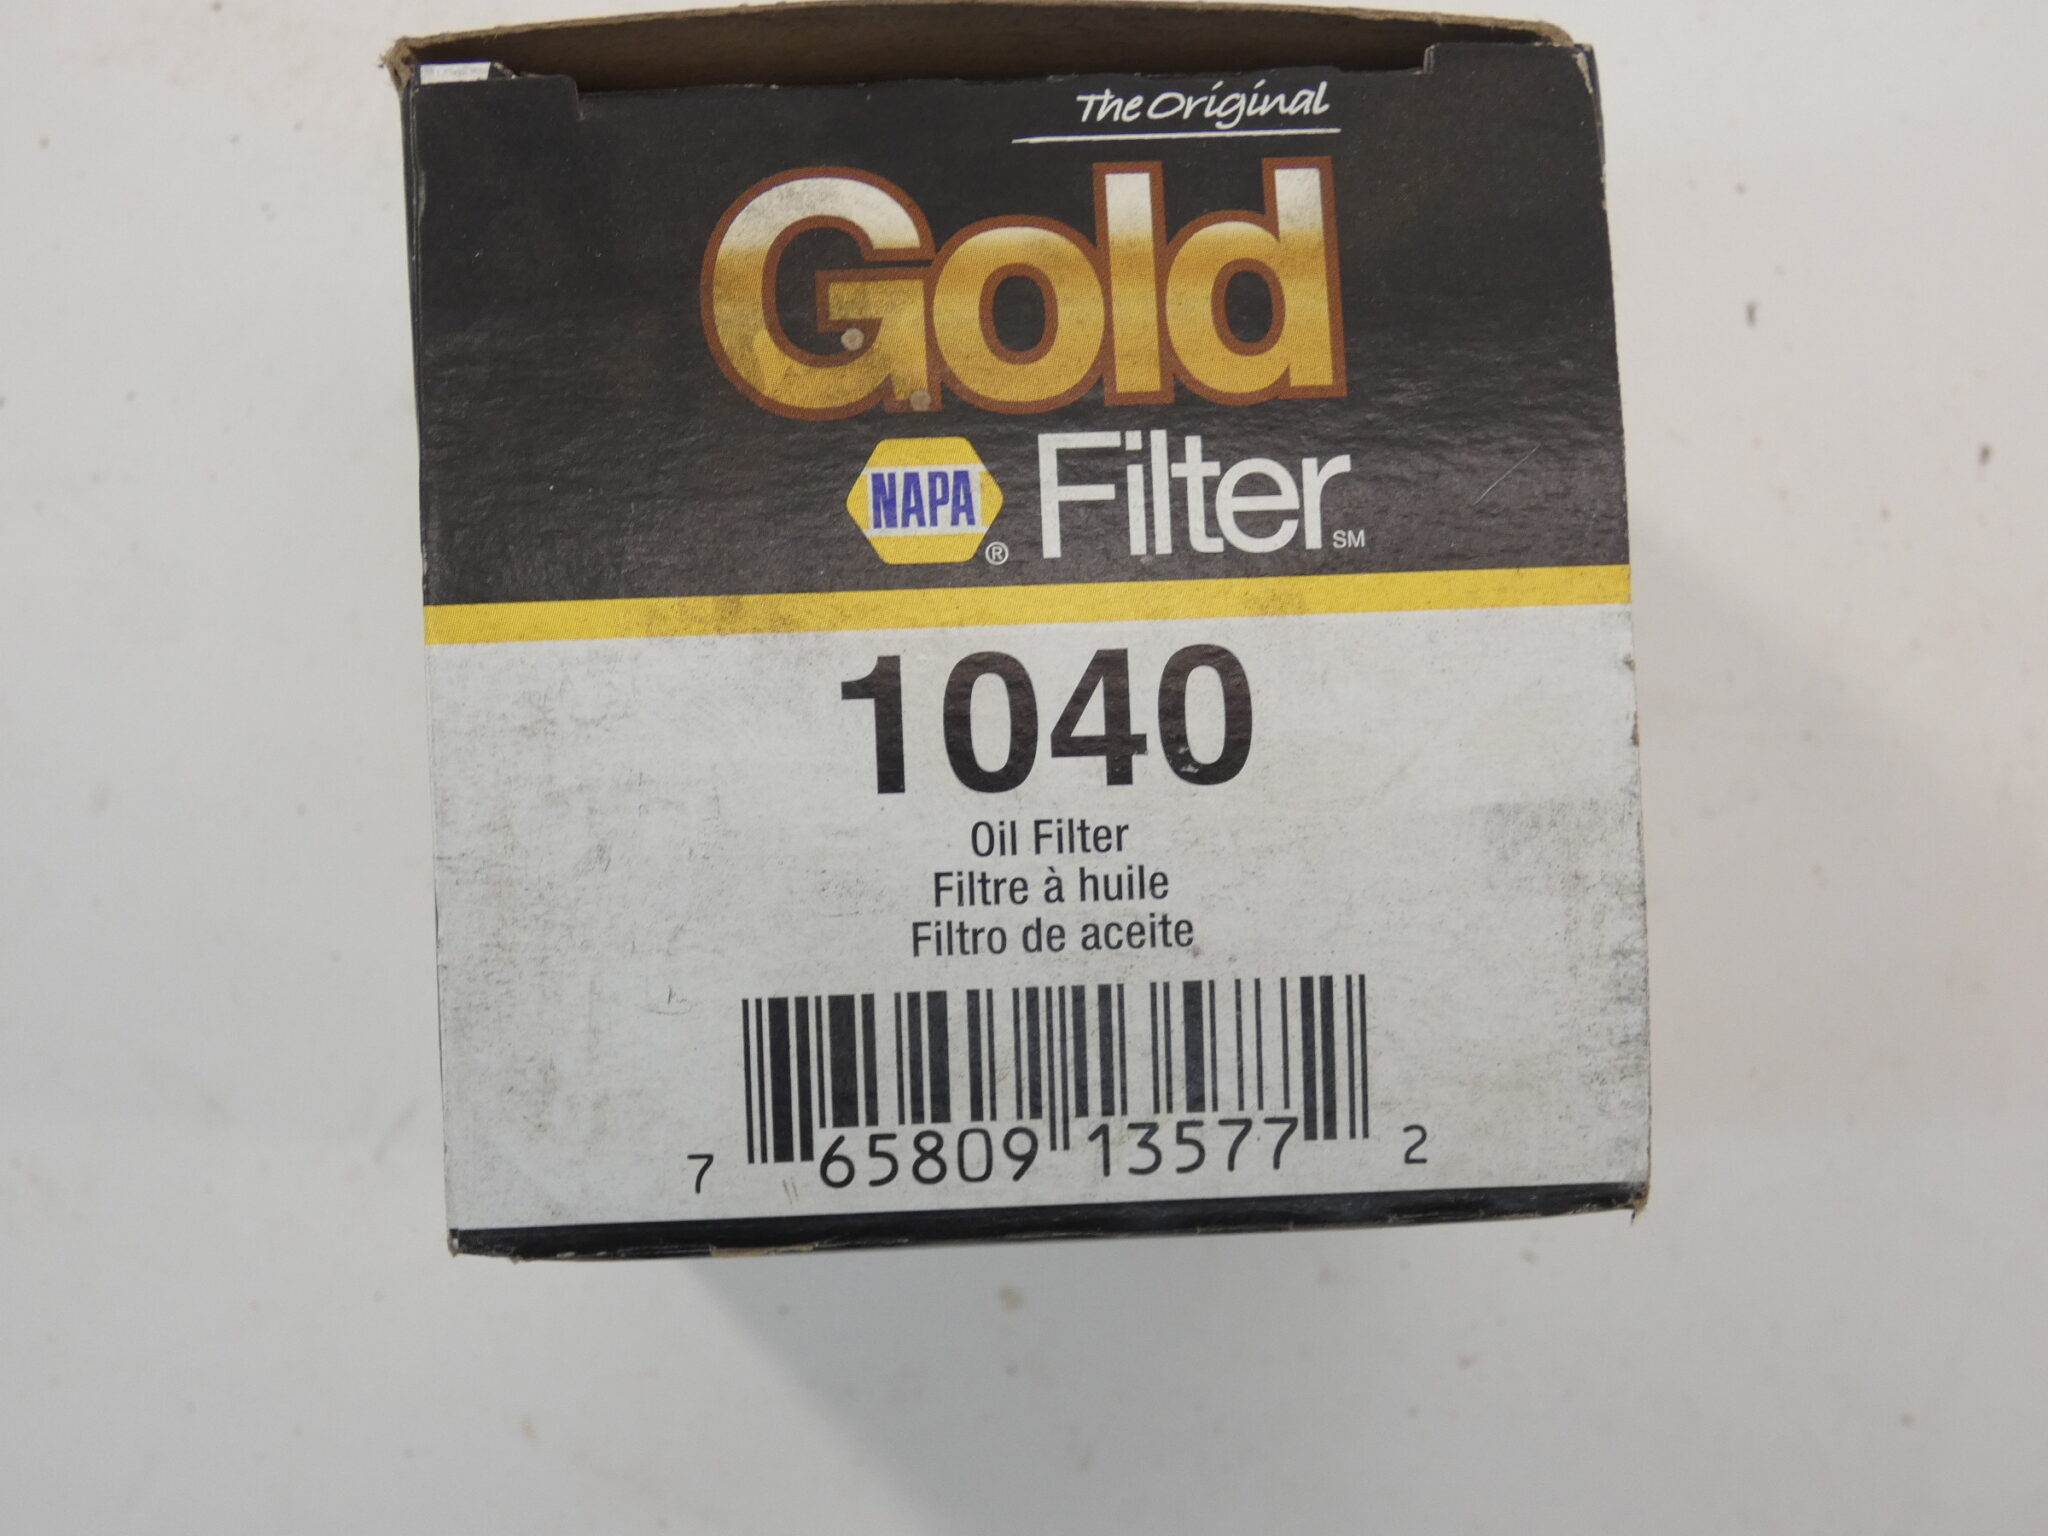 The Original
Gold
NAPA® Filter SM
1040
Oil Filter
Filtre à huile
Filtro de aceite
7 65809 13577 2